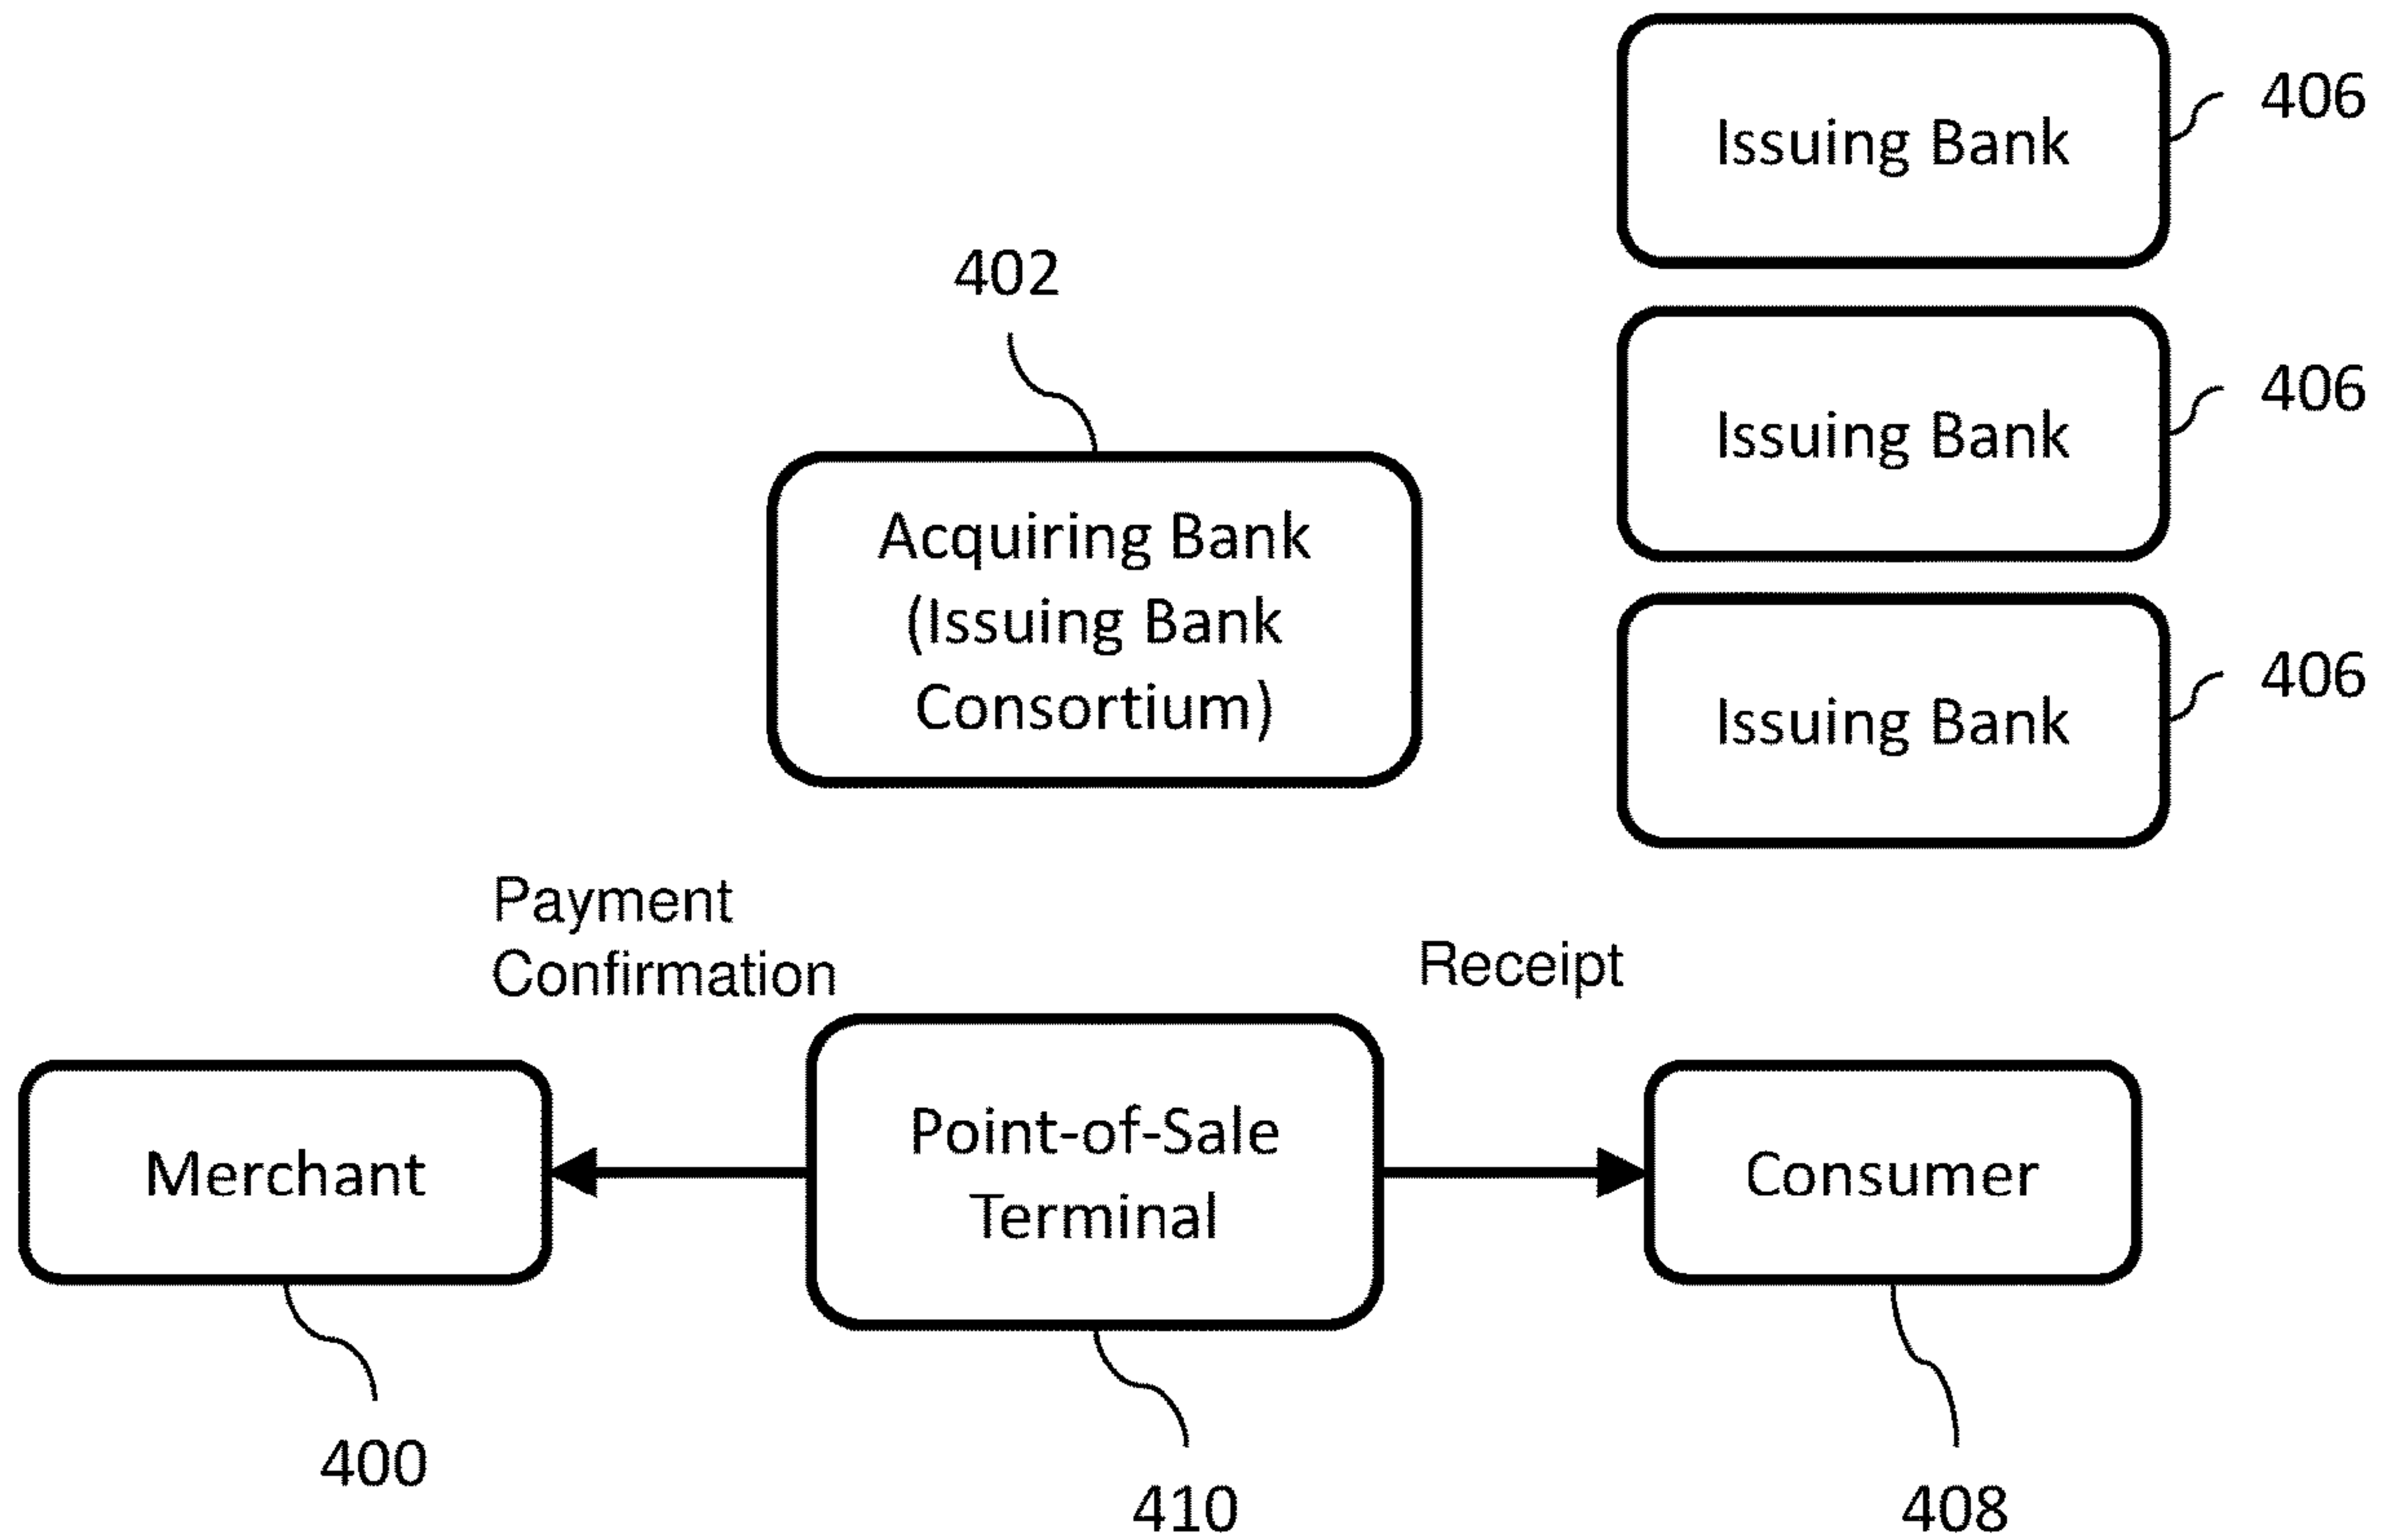 406
Issuing Bank
402
406
Issuing Bank
Acquiring Bank
(Issuing Bank
Consortium)
406
Issuing Bank
Payment
Confirmation
Receipt
Merchant
Point-of-Sale
Terminal
Consumer
400
410
408